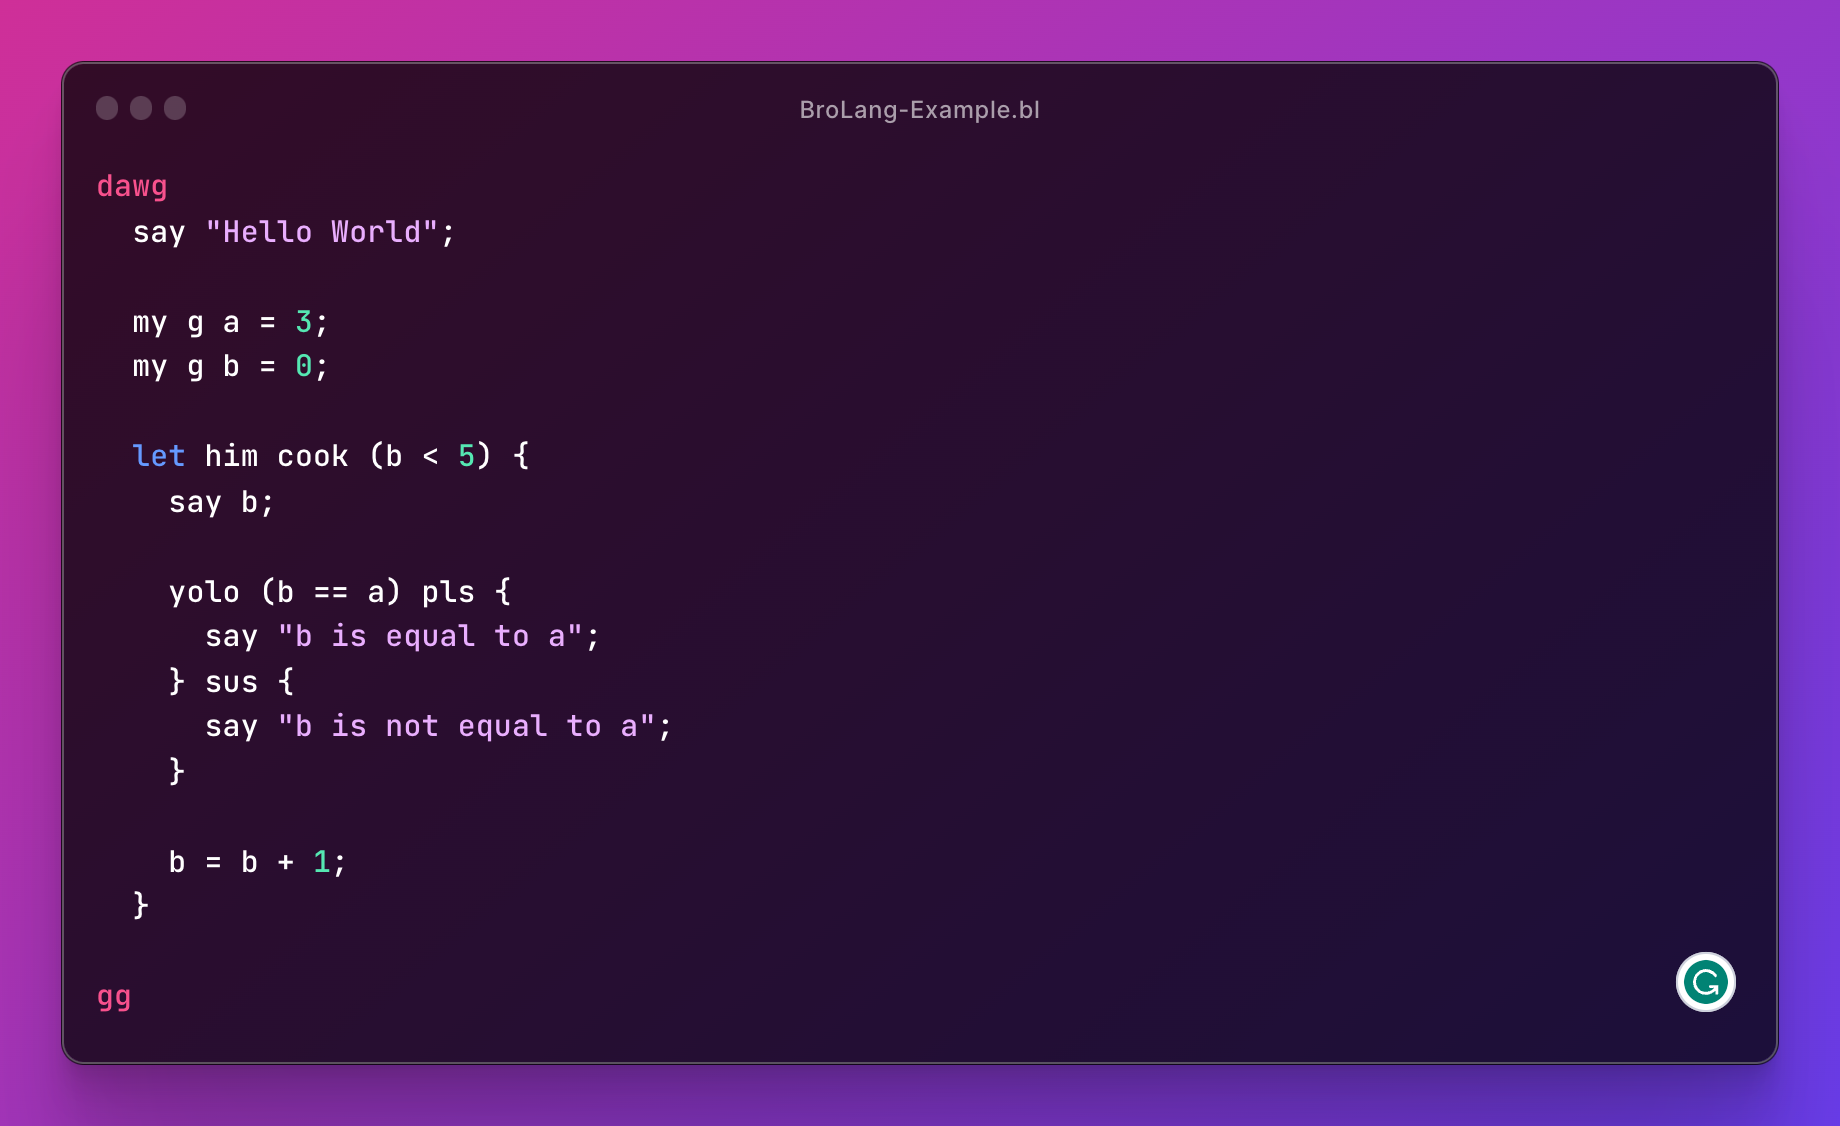 BroLang-Example.bl
dawg
say "Hello World";
my g a = 3;
my g b = 0;
let him cook (b < 5) {
say b;
yolo (b == a) pls {
say "b is equal to a";
} sus {
say "b is not equal to a";
}
b = b + 1;
}
gg